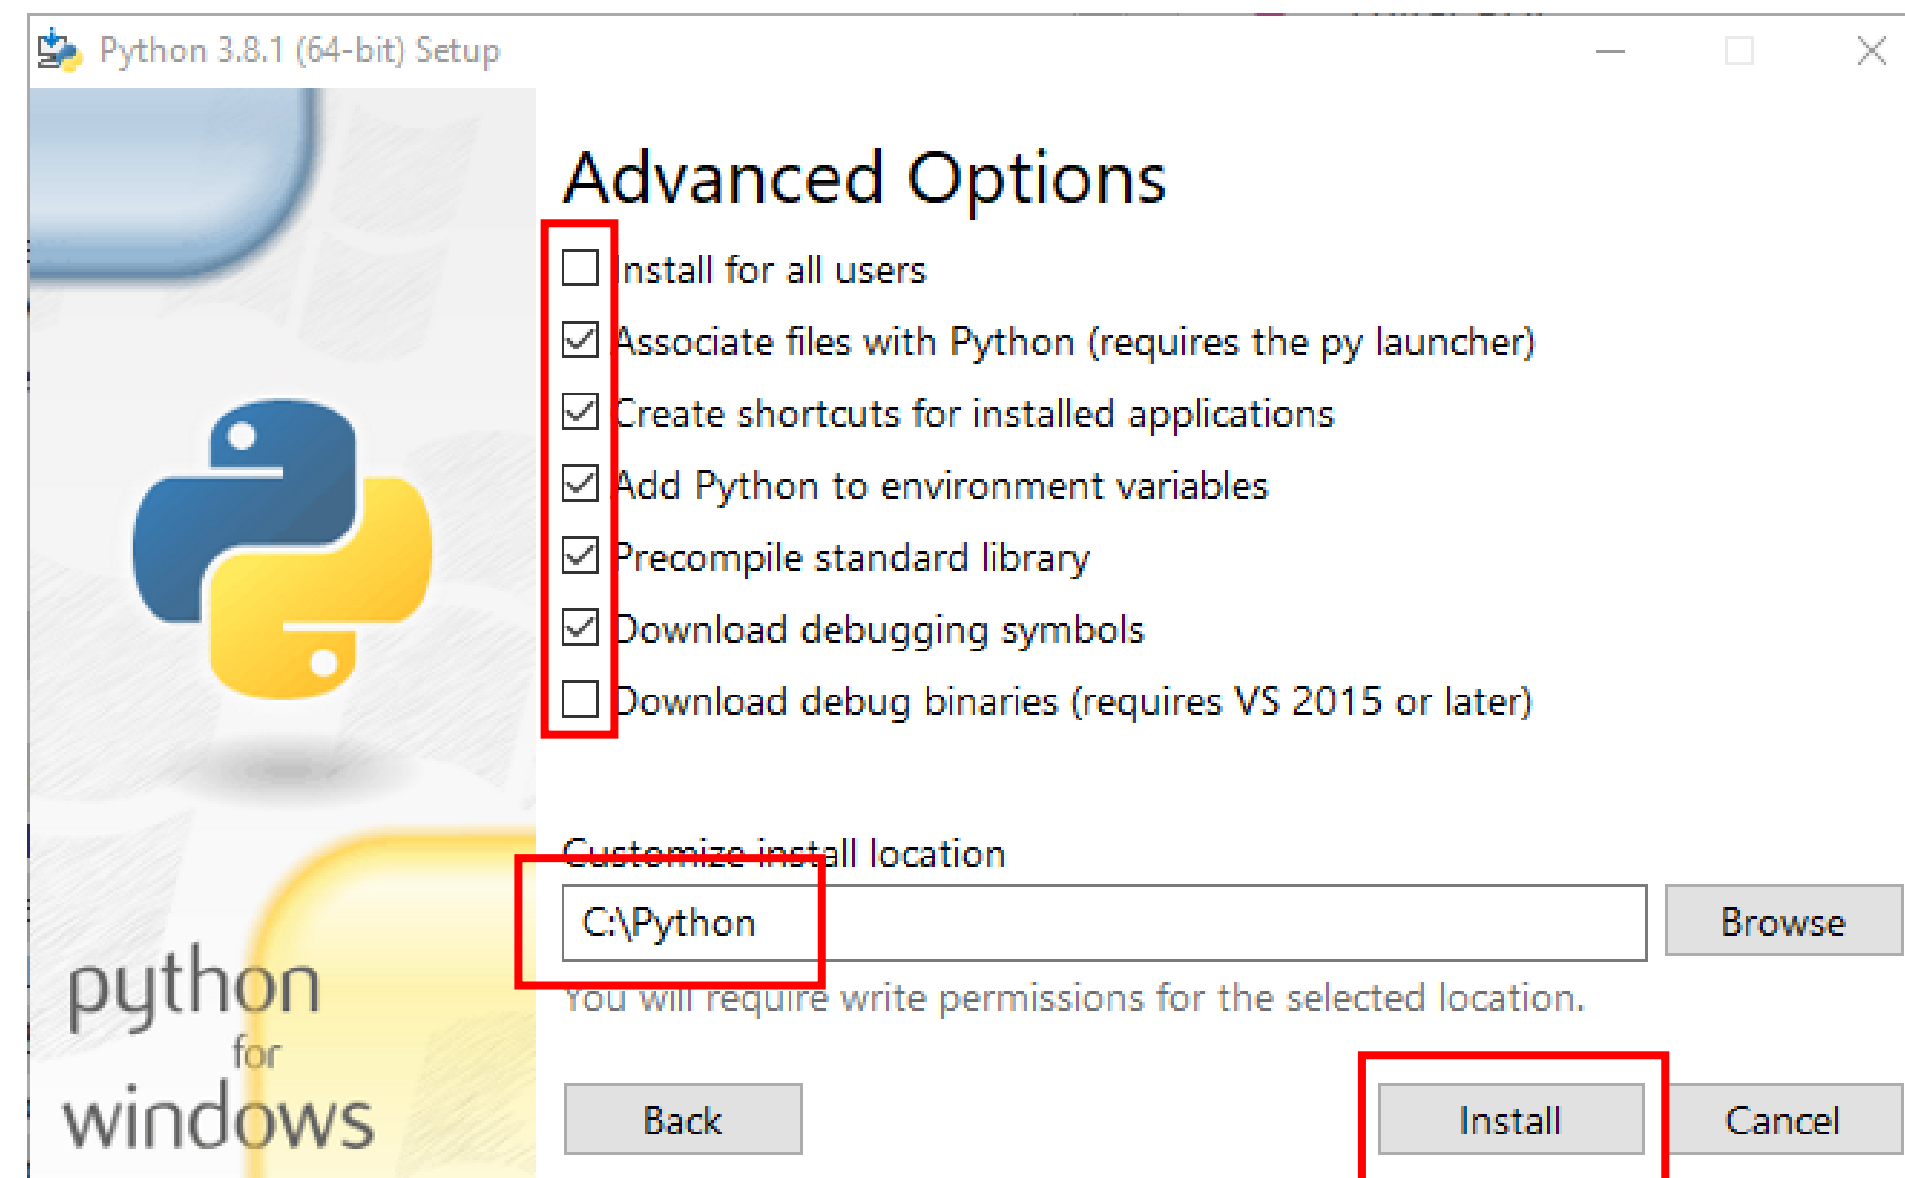 Python 3.8.1 (64-bit) Setup
Advanced Options
Install for all users
Associate files with Python (requires the py launcher)
Create shortcuts for installed applications
Add Python to environment variables
Precompile standard library
Download debugging symbols
Download debug binaries (requires VS 2015 or later)
Customize install location
C:\Python
Browse
You will require write permissions for the selected location.
python
for
windows
Back
Install
Cancel